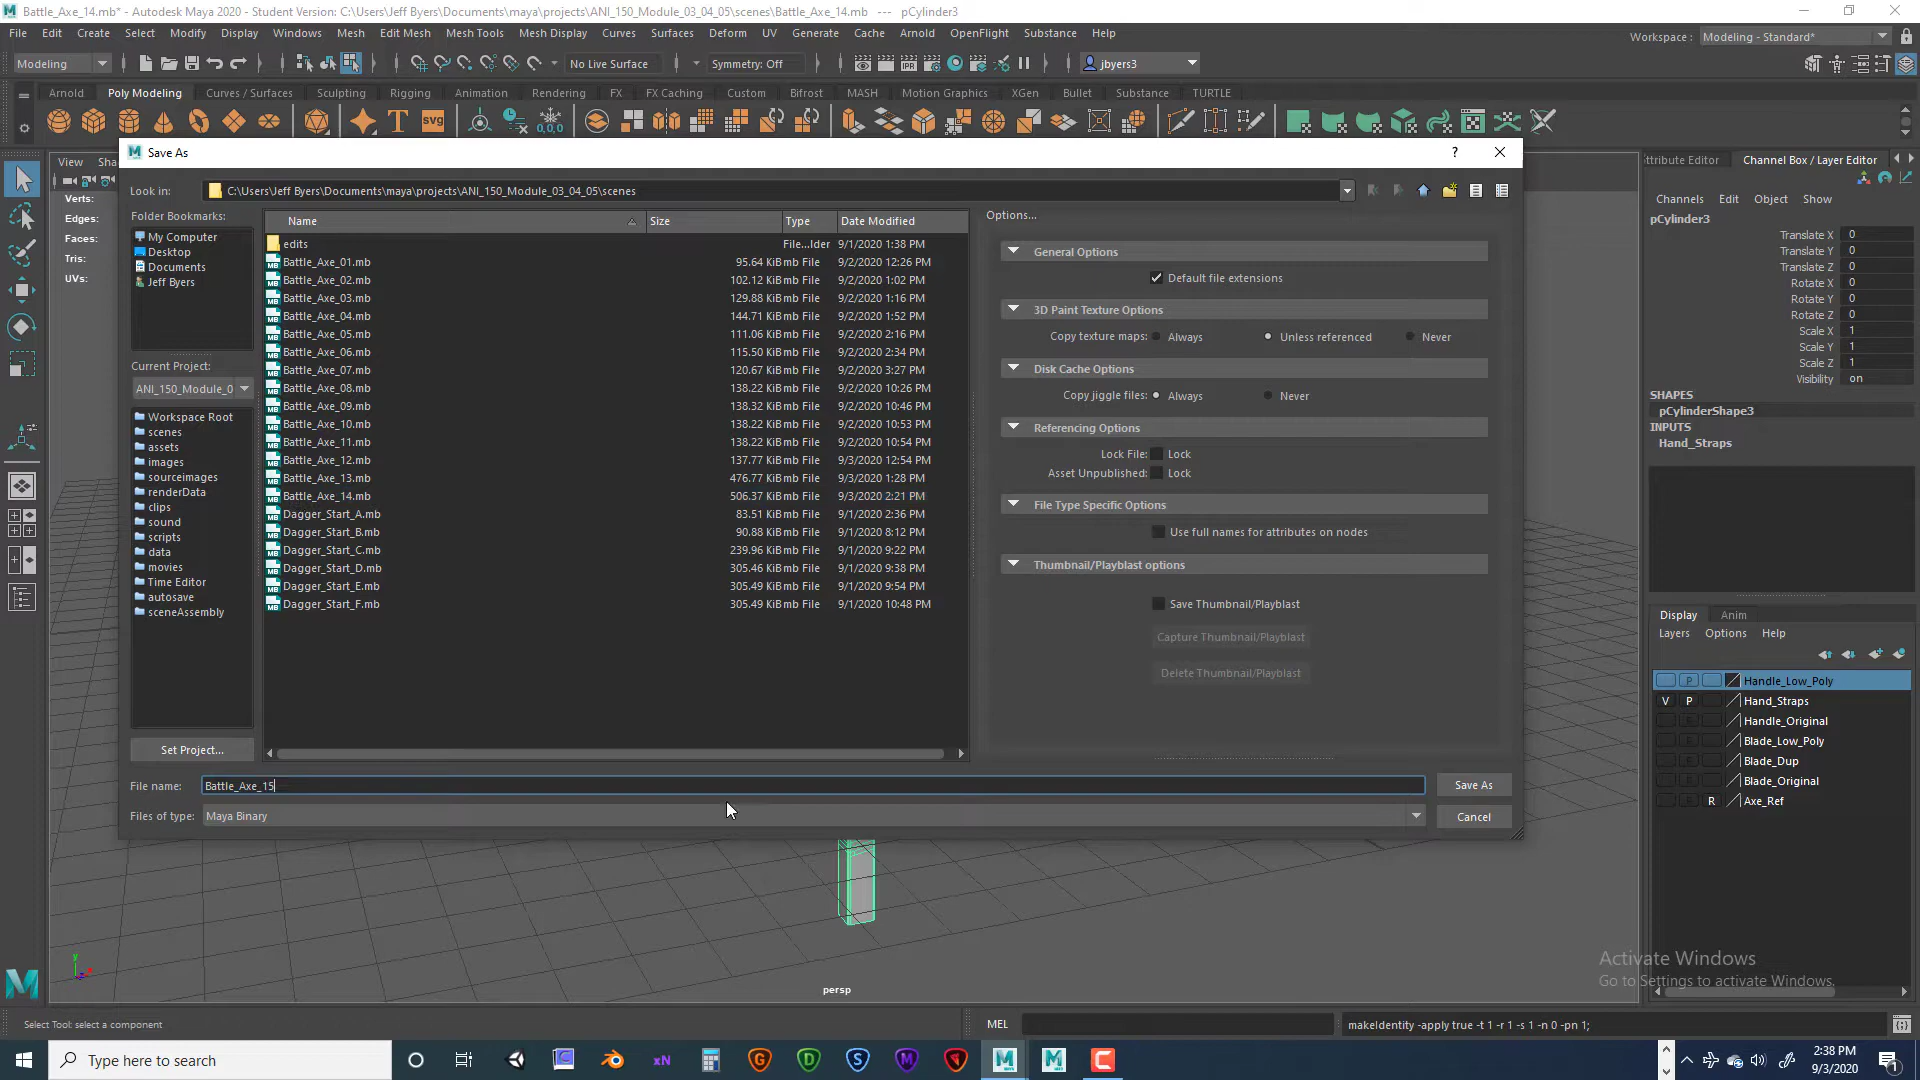 Battle_Axe_14.mb* - Autodesk Maya 2020 - Student Version: C:\Users\Jeff Byers\Documents\maya\projects\ANI_150_Module_03_04_05\scenes\Battle_Axe_14.mb --- pCylinder3
File Edit Create Select Modify Display Windows Mesh Edit Mesh Mesh Tools Mesh Display Curves Surfaces Deform UV Generate Cache Arnold OpenFlight Substance Help
Workspace : Modeling - Standard*
Modeling No Live Surface Symmetry: Off jbyers3
Arnold Poly Modeling Curves / Surfaces Sculpting Rigging Animation Rendering FX FX Caching Custom Bifrost MASH Motion Graphics XGen Bullet Substance TURTLE
svg 0,0,0
View Sha
Verts:
Edges:
Faces:
Tris:
UVs:
Save As ?
Look in: C:\Users\Jeff Byers\Documents\maya\projects\ANI_150_Module_03_04_05\scenes
Folder Bookmarks:
My Computer
Desktop
Documents
Jeff Byers
Current Project:
ANI_150_Module_0
Workspace Root
scenes
assets
images
sourceimages
renderData
clips
sound
scripts
data
movies
Time Editor
autosave
sceneAssembly
Set Project...
Name Size Type Date Modified
edits File...lder 9/1/2020 1:38 PM
Battle_Axe_01.mb 95.64 KiB mb File 9/2/2020 12:26 PM
Battle_Axe_02.mb 102.12 KiB mb File 9/2/2020 1:02 PM
Battle_Axe_03.mb 129.88 KiB mb File 9/2/2020 1:16 PM
Battle_Axe_04.mb 144.71 KiB mb File 9/2/2020 1:52 PM
Battle_Axe_05.mb 111.06 KiB mb File 9/2/2020 2:16 PM
Battle_Axe_06.mb 115.50 KiB mb File 9/2/2020 2:34 PM
Battle_Axe_07.mb 120.67 KiB mb File 9/2/2020 3:27 PM
Battle_Axe_08.mb 138.22 KiB mb File 9/2/2020 10:26 PM
Battle_Axe_09.mb 138.32 KiB mb File 9/2/2020 10:46 PM
Battle_Axe_10.mb 138.22 KiB mb File 9/2/2020 10:53 PM
Battle_Axe_11.mb 138.22 KiB mb File 9/2/2020 10:54 PM
Battle_Axe_12.mb 137.77 KiB mb File 9/3/2020 12:54 PM
Battle_Axe_13.mb 476.77 KiB mb File 9/3/2020 1:28 PM
Battle_Axe_14.mb 506.37 KiB mb File 9/3/2020 2:21 PM
Dagger_Start_A.mb 83.51 KiB mb File 9/1/2020 2:36 PM
Dagger_Start_B.mb 90.88 KiB mb File 9/1/2020 8:12 PM
Dagger_Start_C.mb 239.96 KiB mb File 9/1/2020 9:22 PM
Dagger_Start_D.mb 305.46 KiB mb File 9/1/2020 9:38 PM
Dagger_Start_E.mb 305.49 KiB mb File 9/1/2020 9:54 PM
Dagger_Start_F.mb 305.49 KiB mb File 9/1/2020 10:48 PM
Options...
General Options
Default file extensions
3D Paint Texture Options
Copy texture maps: Always Unless referenced Never
Disk Cache Options
Copy jiggle files: Always Never
Referencing Options
Lock File: Lock
Asset Unpublished: Lock
File Type Specific Options
Use full names for attributes on nodes
Thumbnail/Playblast options
Save Thumbnail/Playblast
Capture Thumbnail/Playblast
Delete Thumbnail/Playblast
File name: Battle_Axe_15 Save As
Files of type: Maya Binary Cancel
ttribute Editor Channel Box / Layer Editor
Channels Edit Object Show
pCylinder3
Translate X 0
Translate Y 0
Translate Z 0
Rotate X 0
Rotate Y 0
Rotate Z 0
Scale X 1
Scale Y 1
Scale Z 1
Visibility on
SHAPES
pCylinderShape3
INPUTS
Hand_Straps
Display Anim
Layers Options Help
P Handle_Low_Poly
V P Hand_Straps
Handle_Original
Blade_Low_Poly
Blade_Dup
Blade_Original
R Axe_Ref
Activate Windows
Go to Settings to activate Windows.
persp
y
x
Select Tool: select a component MEL makeIdentity -apply true -t 1 -r 1 -s 1 -n 0 -pn 1;
Type here to search
2:38 PM
9/3/2020
1